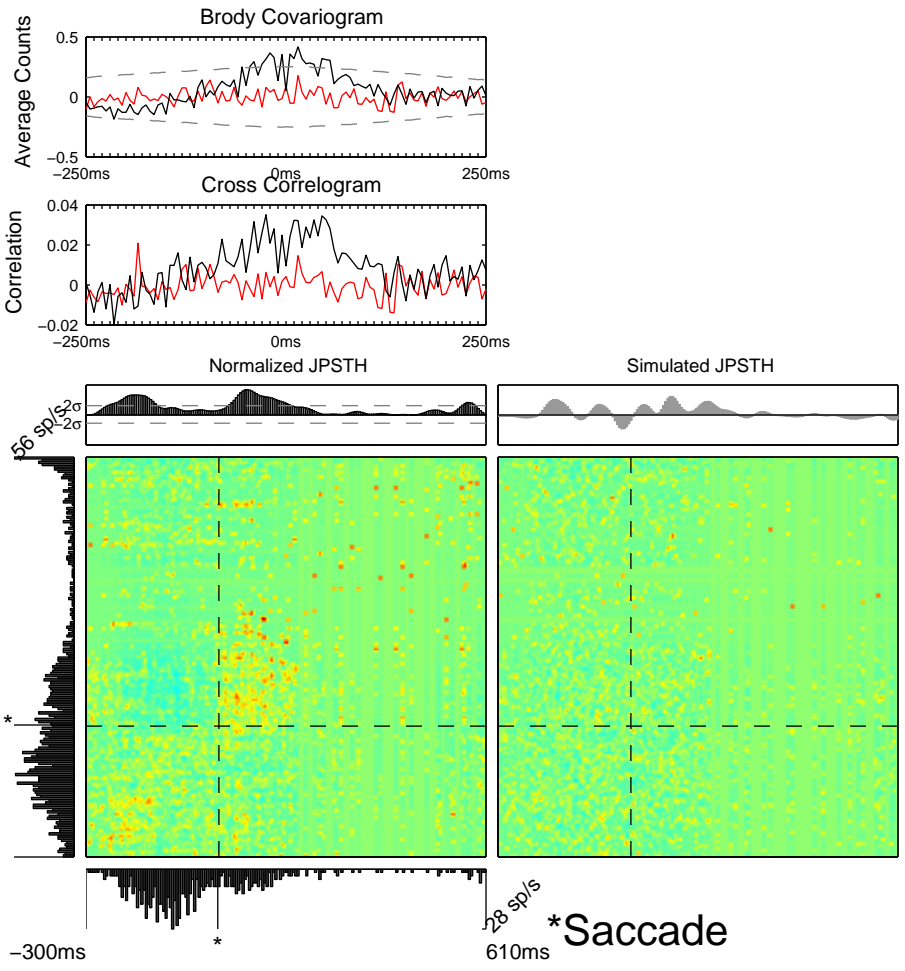 Brody Covariogram
Average Counts
0.5
0
−0.5
−250ms
0ms
250ms
Cross Correlogram
Correlation
0.04
0.02
0
−0.02
−250ms
0ms
250ms
Normalized JPSTH
Simulated JPSTH
2σ
−2σ
56 sp/s
*
*
28 sp/s
−300ms
610ms
*Saccade